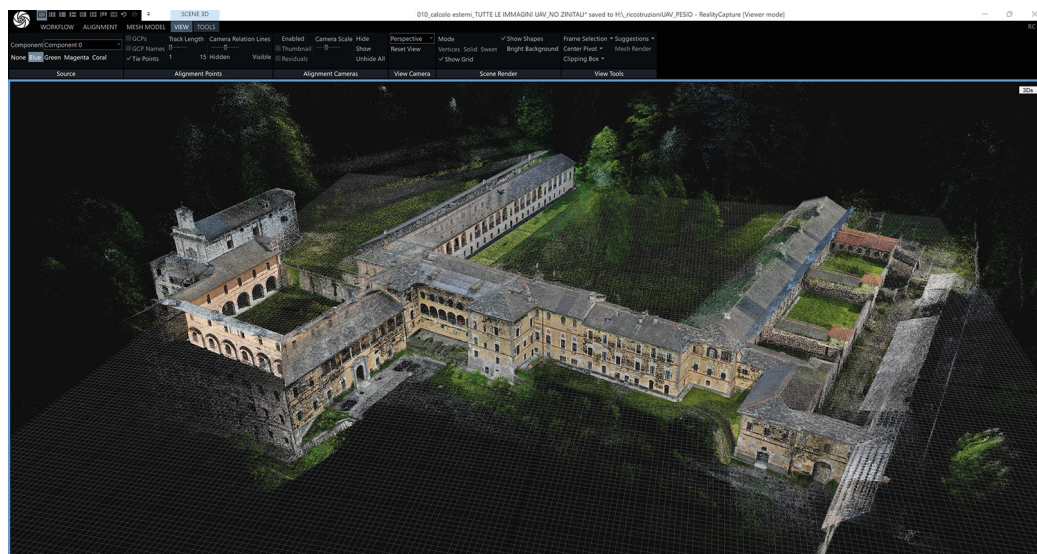 SCENE 3D
010_calcolo esterni_TUTTE LE IMMAGINI UAV_NO ZINITALI* saved to H:\_ricostruzioni\UAV_PESIO - RealityCapture [Viewer mode]
WORKFLOW ALIGNMENT MESH MODEL VIEW TOOLS RC
Component Component 0
None Blue Green Magenta Coral
Source
GCPs
GCP Names
Tie Points
Track Length
1 15
Camera Relation Lines
Hidden Visible
Alignment Points
Enabled
Thumbnail
Residuals
Camera Scale
Hide
Show
Unhide All
Alignment Cameras
Perspective
Reset View
View Camera
Mode
Vertices Solid Sweet
Show Grid
Show Shapes
Bright Background
Scene Render
Frame Selection
Center Pivot
Clipping Box
Suggestions
Mesh Render
View Tools
3Ds